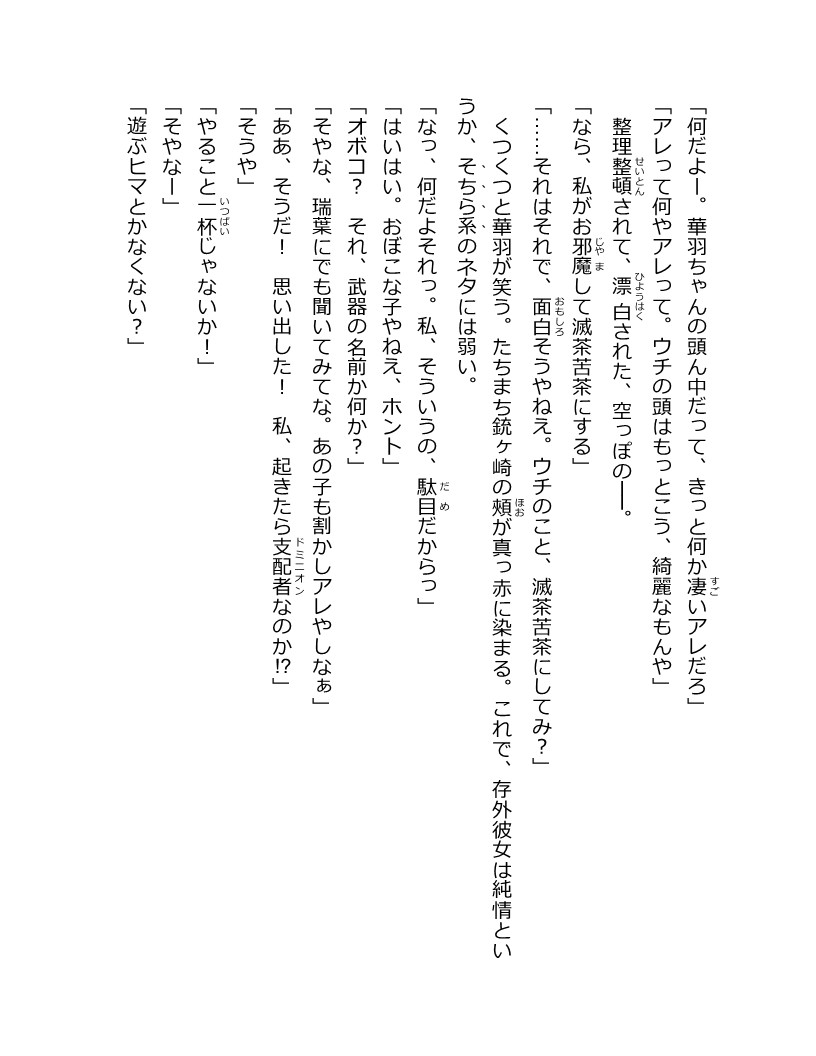 「何だよー。華羽ちゃんの頭ん中だって、きっと何か凄いアレだろ」
「アレって何やアレって。ウチの頭はもっとこう、綺麗なもんや」
　整理整頓されて、漂白された、空っぽの――。
「なら、私がお邪魔して滅茶苦茶にする」
「……それはそれで、面白そうやねえ。ウチのこと、滅茶苦茶にしてみ？」
　くつくつと華羽が笑う。たちまち銃ヶ崎の頰が真っ赤に染まる。これで、存外彼女は純情とい
うか、そちら系のネタには弱い。
「なっ、何だよそれっ。私、そういうの、駄目だからっ」
「はいはい。おぼこな子やねえ、ホント」
「オボコ？　それ、武器の名前か何か？」
「そやな、瑞葉にでも聞いてみてな。あの子も割かしアレやしなぁ」
「ああ、そうだ！　思い出した！　私、起きたら支配者なのか⁉」
「そうや」
「やること一杯じゃないか！」
「そやなー」
「遊ぶヒマとかなくない？」